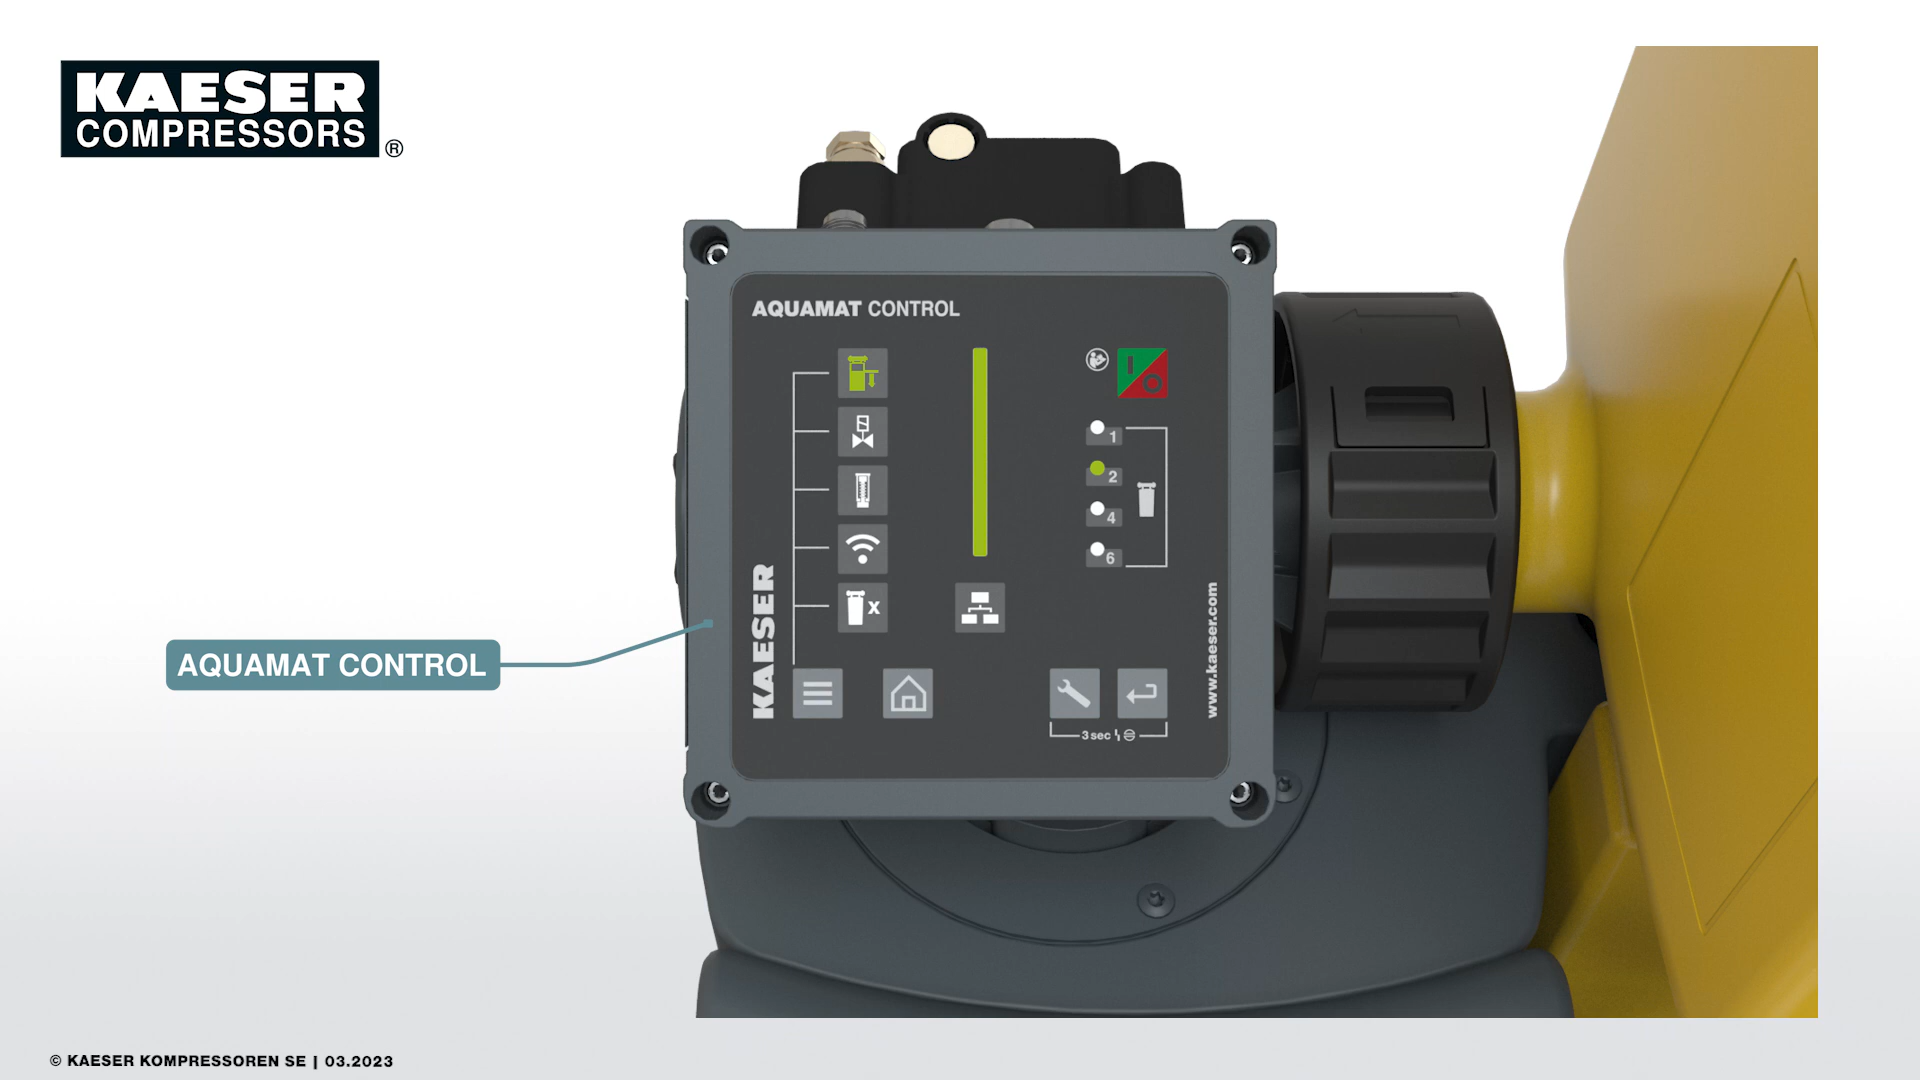 KAESER
COMPRESSORS
®
AQUAMAT CONTROL
1
2
4
6
KAESER
www.kaeser.com
3 sec
AQUAMAT CONTROL
© KAESER KOMPRESSOREN SE | 03.2023